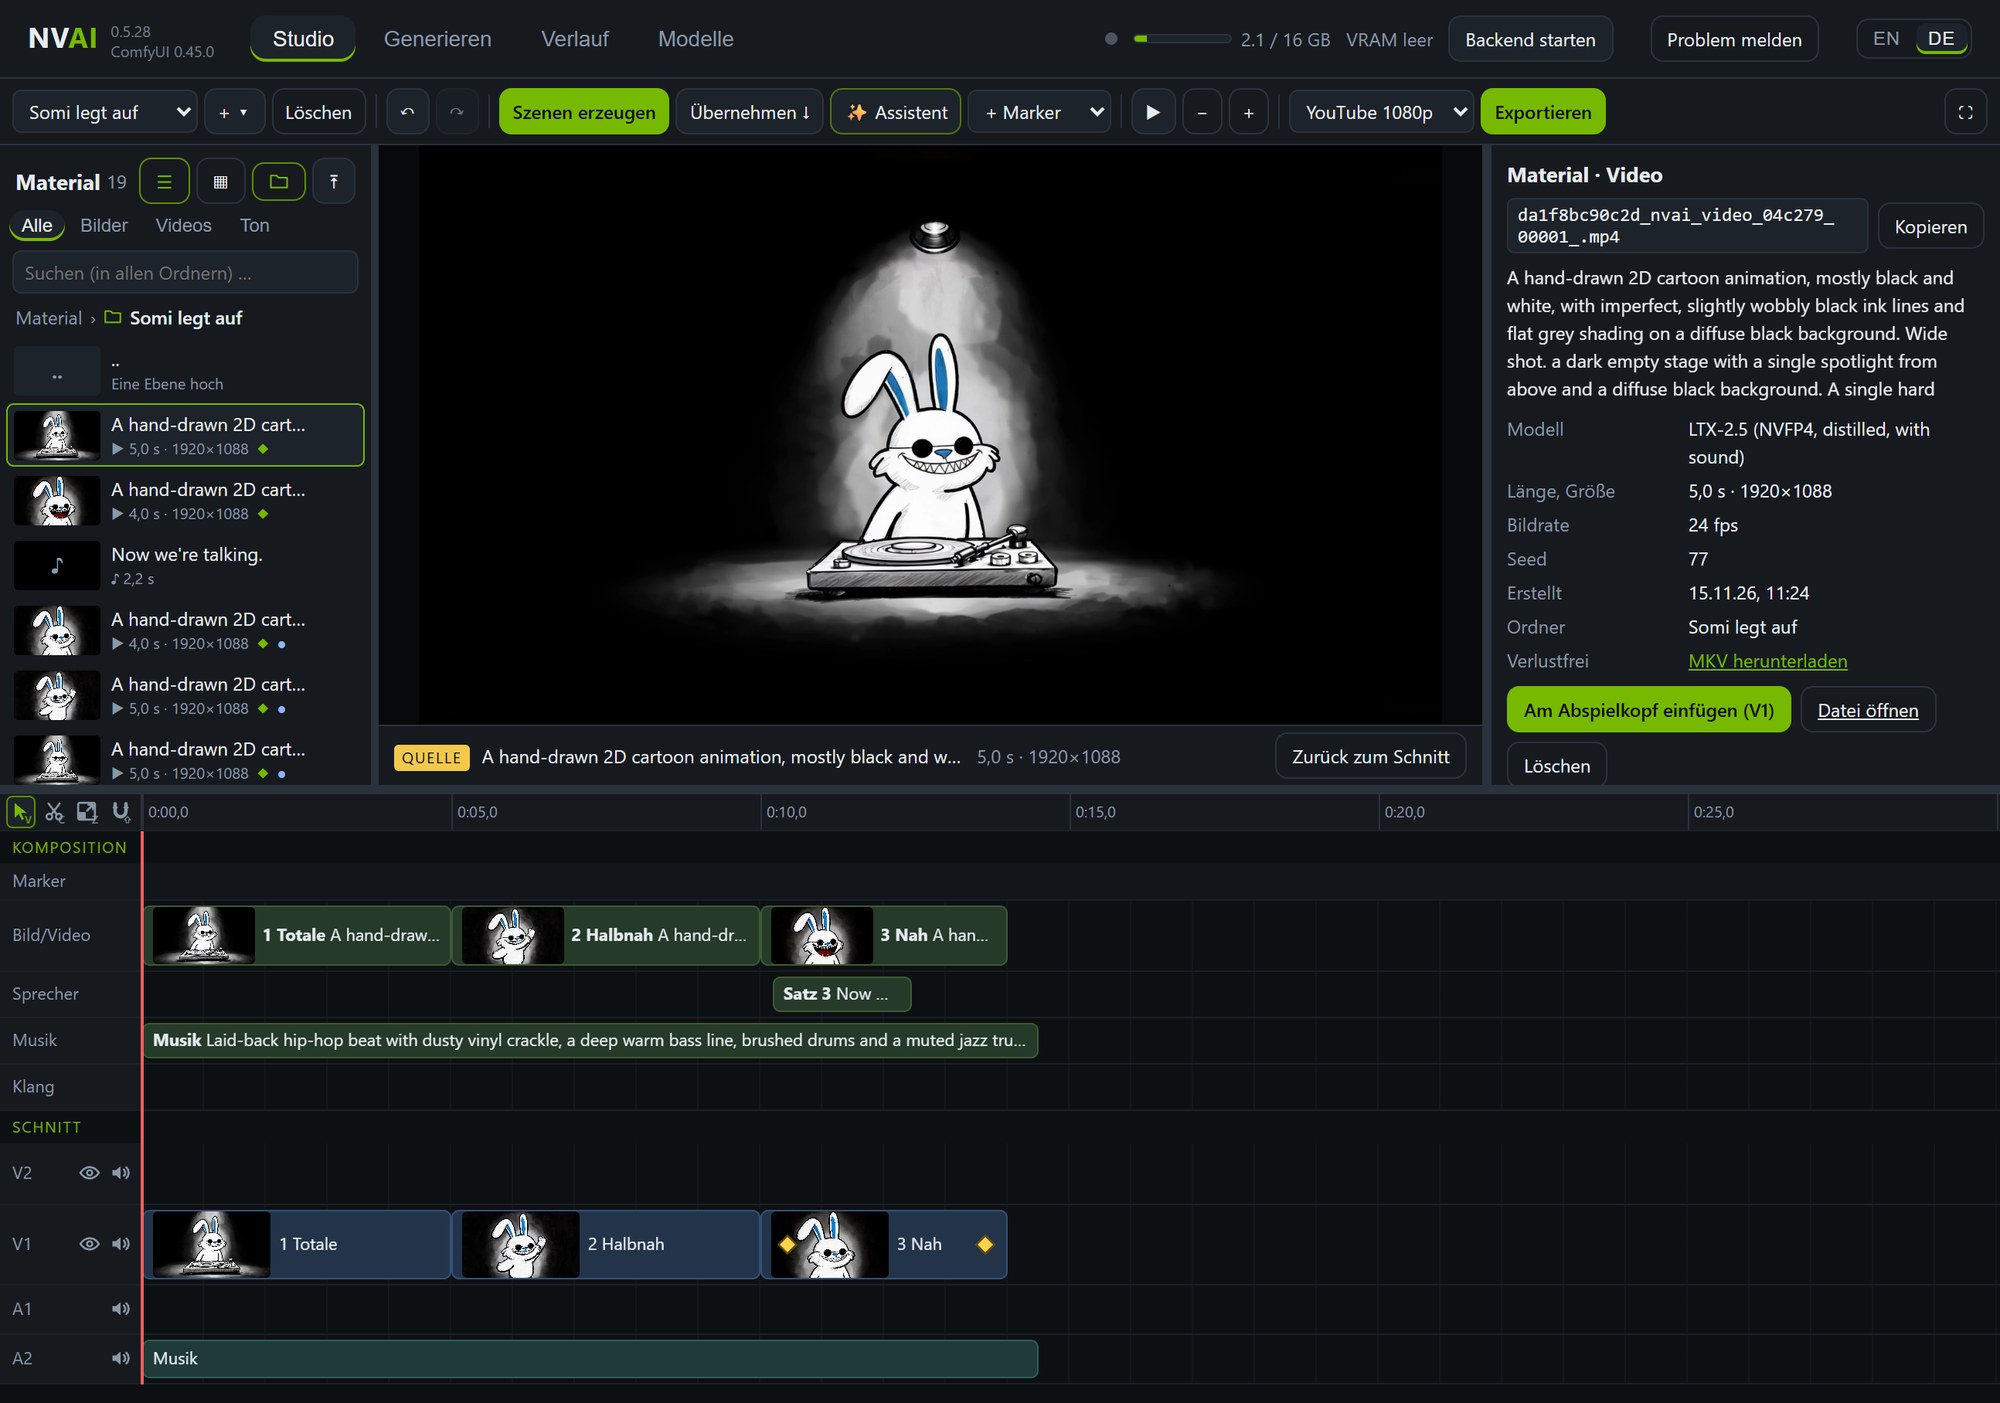 NVAI
0.5.28
ComfyUI 0.45.0
Studio
Generieren
Verlauf
Modelle
2.1 / 16 GB
VRAM leer
Backend starten
Problem melden
EN
DE
Somi legt auf
+ ▾
Löschen
Szenen erzeugen
Übernehmen ↓
✨ Assistent
+ Marker
−
+
YouTube 1080p
Exportieren
Material 19
Alle
Bilder
Videos
Ton
Suchen (in allen Ordnern) ...
Material › Somi legt auf
..
..
Eine Ebene hoch
A hand-drawn 2D cart...
▶ 5,0 s · 1920×1088
A hand-drawn 2D cart...
▶ 4,0 s · 1920×1088
Now we're talking.
♪ 2,2 s
A hand-drawn 2D cart...
▶ 4,0 s · 1920×1088
A hand-drawn 2D cart...
▶ 5,0 s · 1920×1088
A hand-drawn 2D cart...
▶ 5,0 s · 1920×1088
QUELLE
A hand-drawn 2D cartoon animation, mostly black and w...
5,0 s · 1920×1088
Zurück zum Schnitt
Material · Video
da1f8bc90c2d_nvai_video_04c279_
00001_.mp4
Kopieren
A hand-drawn 2D cartoon animation, mostly black and
white, with imperfect, slightly wobbly black ink lines and
flat grey shading on a diffuse black background. Wide
shot. a dark empty stage with a single spotlight from
above and a diffuse black background. A single hard
Modell
LTX-2.5 (NVFP4, distilled, with
sound)
Länge, Größe
5,0 s · 1920×1088
Bildrate
24 fps
Seed
77
Erstellt
15.11.26, 11:24
Ordner
Somi legt auf
Verlustfrei
MKV herunterladen
Am Abspielkopf einfügen (V1)
Datei öffnen
Löschen
0:00,0
0:05,0
0:10,0
0:15,0
0:20,0
0:25,0
KOMPOSITION
Marker
Bild/Video
1 Totale A hand-draw...
2 Halbnah A hand-dr...
3 Nah A han...
Sprecher
Satz 3 Now ...
Musik
Musik Laid-back hip-hop beat with dusty vinyl crackle, a deep warm bass line, brushed drums and a muted jazz tru...
Klang
SCHNITT
V2
V1
1 Totale
2 Halbnah
3 Nah
A1
A2
Musik